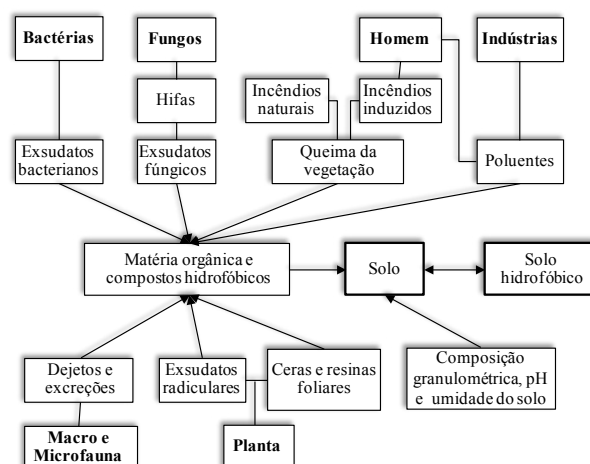 Bactérias
Fungos
Homem
Indústrias
Hifas
Incêndios
naturais
Incêndios
induzidos
Exsudatos
bacterianos
Exsudatos
fúngicos
Queima da
vegetação
Poluentes
Matéria orgânica e
compostos hidrofóbicos
Solo
Solo
hidrofóbico
Dejetos e
excreções
Exsudatos
radiculares
Ceras e resinas
foliares
Composição
granulométrica, pH
e umidade do solo
Macro e
Microfauna
Planta